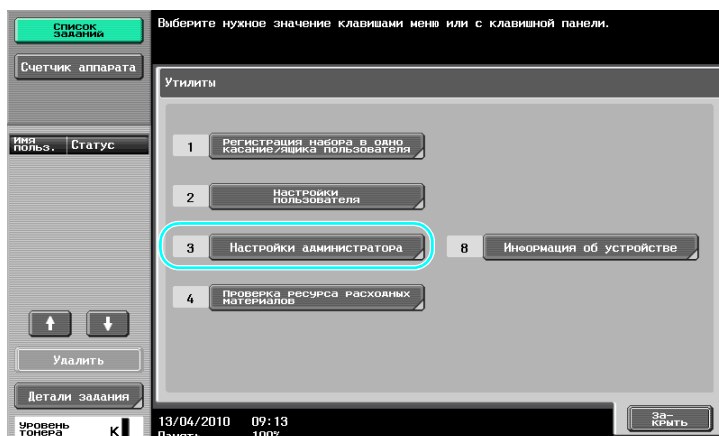 Список
заданий
Выберите нужное значение клавишами меню или с клавишной панели.
Счетчик аппарата
Утилиты
Имя
польз.
Статус
1
Регистрация набора в одно
касание/ящика пользователя
2
Настройки
пользователя
3
Настройки администратора
8
Информация об устройстве
4
Проверка ресурса расходных
материалов
Удалить
Детали задания
Уровень
тонера
K
13/04/2010 09:13
Память 100%
За-
крыть